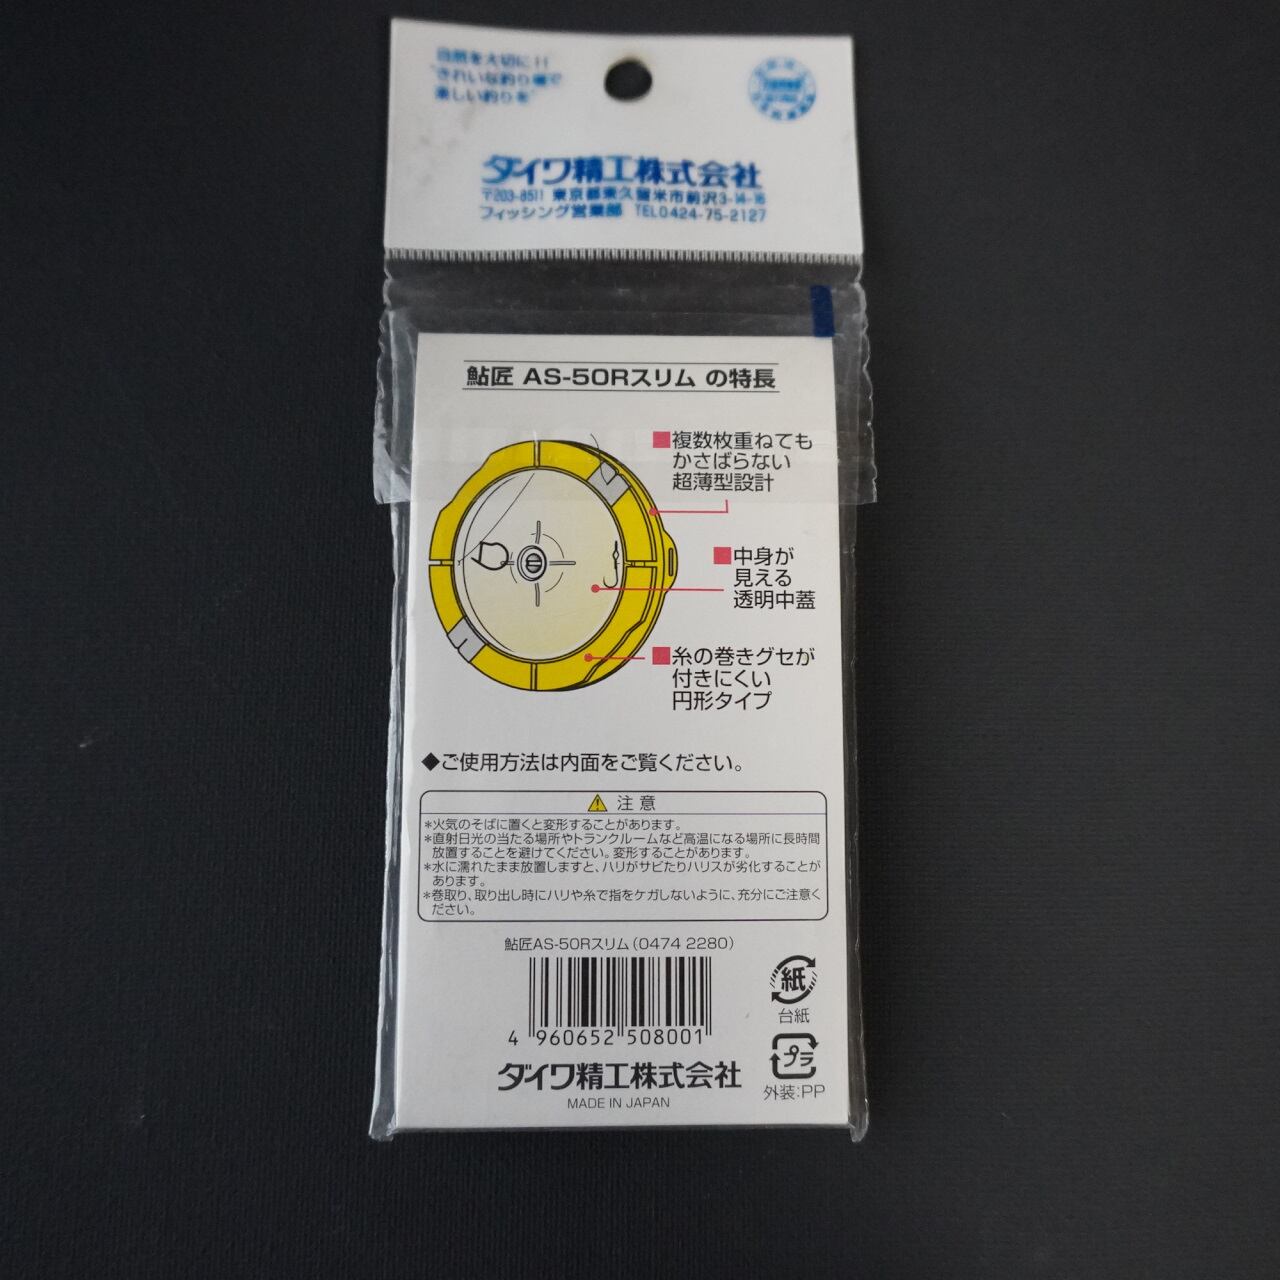 自然を大切に!!
"きれいな釣り場で
楽しい釣りを"
ダイワ精工株式会社
〒203-8511 東京都東久留米市前沢3-14-16
フィッシング営業部 TEL0424-75-2127
鮎匠 AS-50Rスリム の特長
■複数枚重ねても
かさばらない
超薄型設計
■中身が
見える
透明中蓋
■糸の巻きグセが
付きにくい
円形タイプ
◆ご使用方法は内面をご覧ください。
注意
*火気のそばに置くと変形することがあります。
*直射日光の当たる場所やトランクルームなど高温になる場所に長時間
放置することを避けてください。変形することがあります。
*水に濡れたまま放置しますと、ハリがサビたりハリスが劣化することが
あります。
*巻取り、取り出し時にハリや糸で指をケガしないように、充分にご注意く
ださい。
鮎匠AS-50Rスリム(0474 2280)
4 960652 508001
ダイワ精工株式会社
MADE IN JAPAN
紙
台紙
プラ
外装:PP